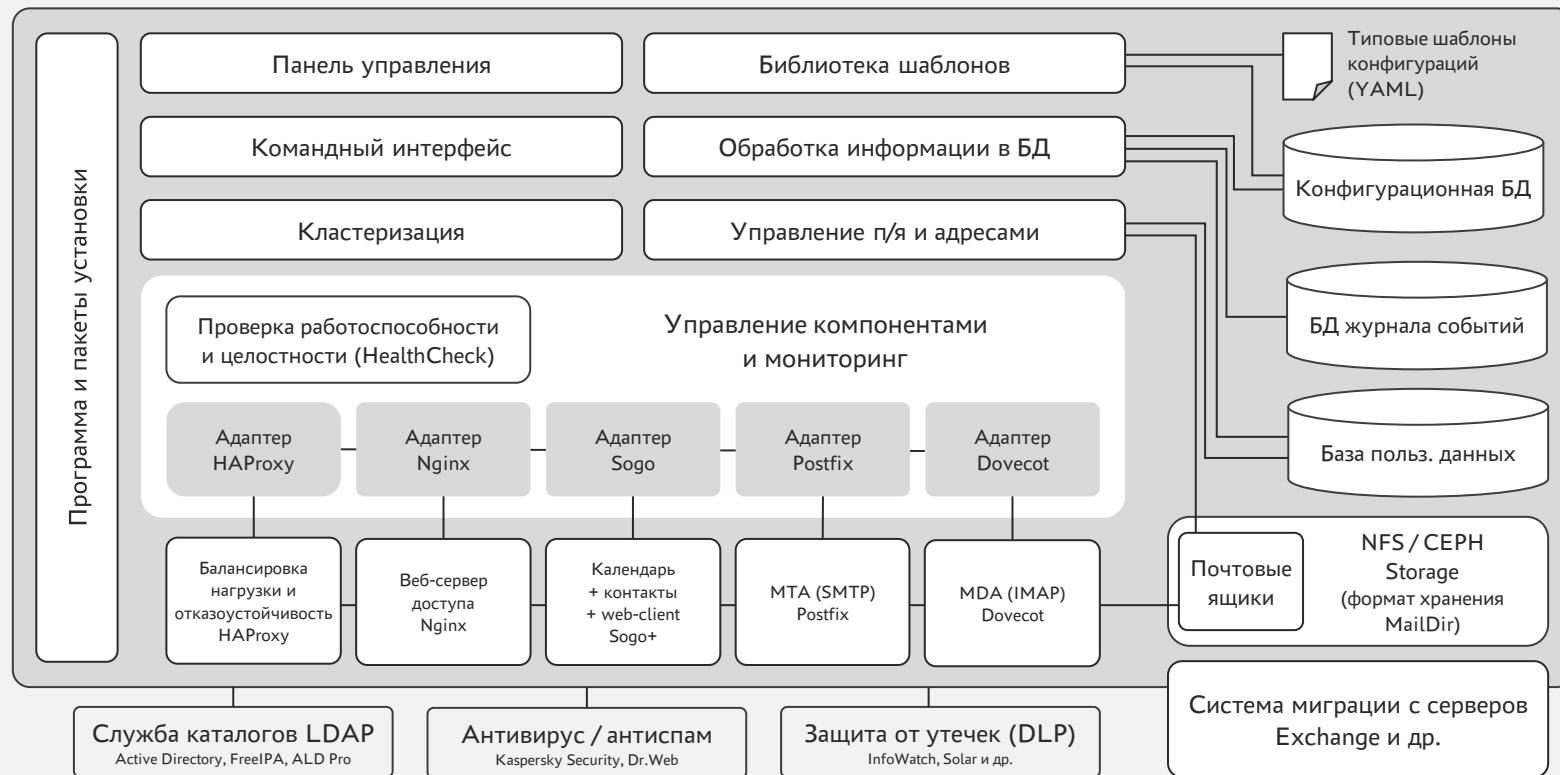 Программа и пакеты установки
Панель управления
Библиотека шаблонов
Типовые шаблоны
конфигураций
(YAML)
Командный интерфейс
Обработка информации в БД
Конфигурационная БД
Кластеризация
Управление п/я и адресами
Проверка работоспособности
и целостности (HealthCheck)
Управление компонентами
и мониторинг
БД журнала событий
Адаптер
HAProxy
Адаптер
Nginx
Адаптер
Sogo
Адаптер
Postfix
Адаптер
Dovecot
База польз. данных
Балансировка
нагрузки и
отказоустойчивость
HAProxy
Веб-сервер
доступа
Nginx
Календарь
+ контакты
+ web-client
Sogo+
MTA (SMTP)
Postfix
MDA (IMAP)
Dovecot
Почтовые
ящики
NFS / CEPH
Storage
(формат хранения
MailDir)
Служба каталогов LDAP
Active Directory, FreeIPA, ALD Pro
Антивирус / антиспам
Kaspersky Security, Dr.Web
Защита от утечек (DLP)
InfoWatch, Solar и др.
Система миграции с серверов
Exchange и др.